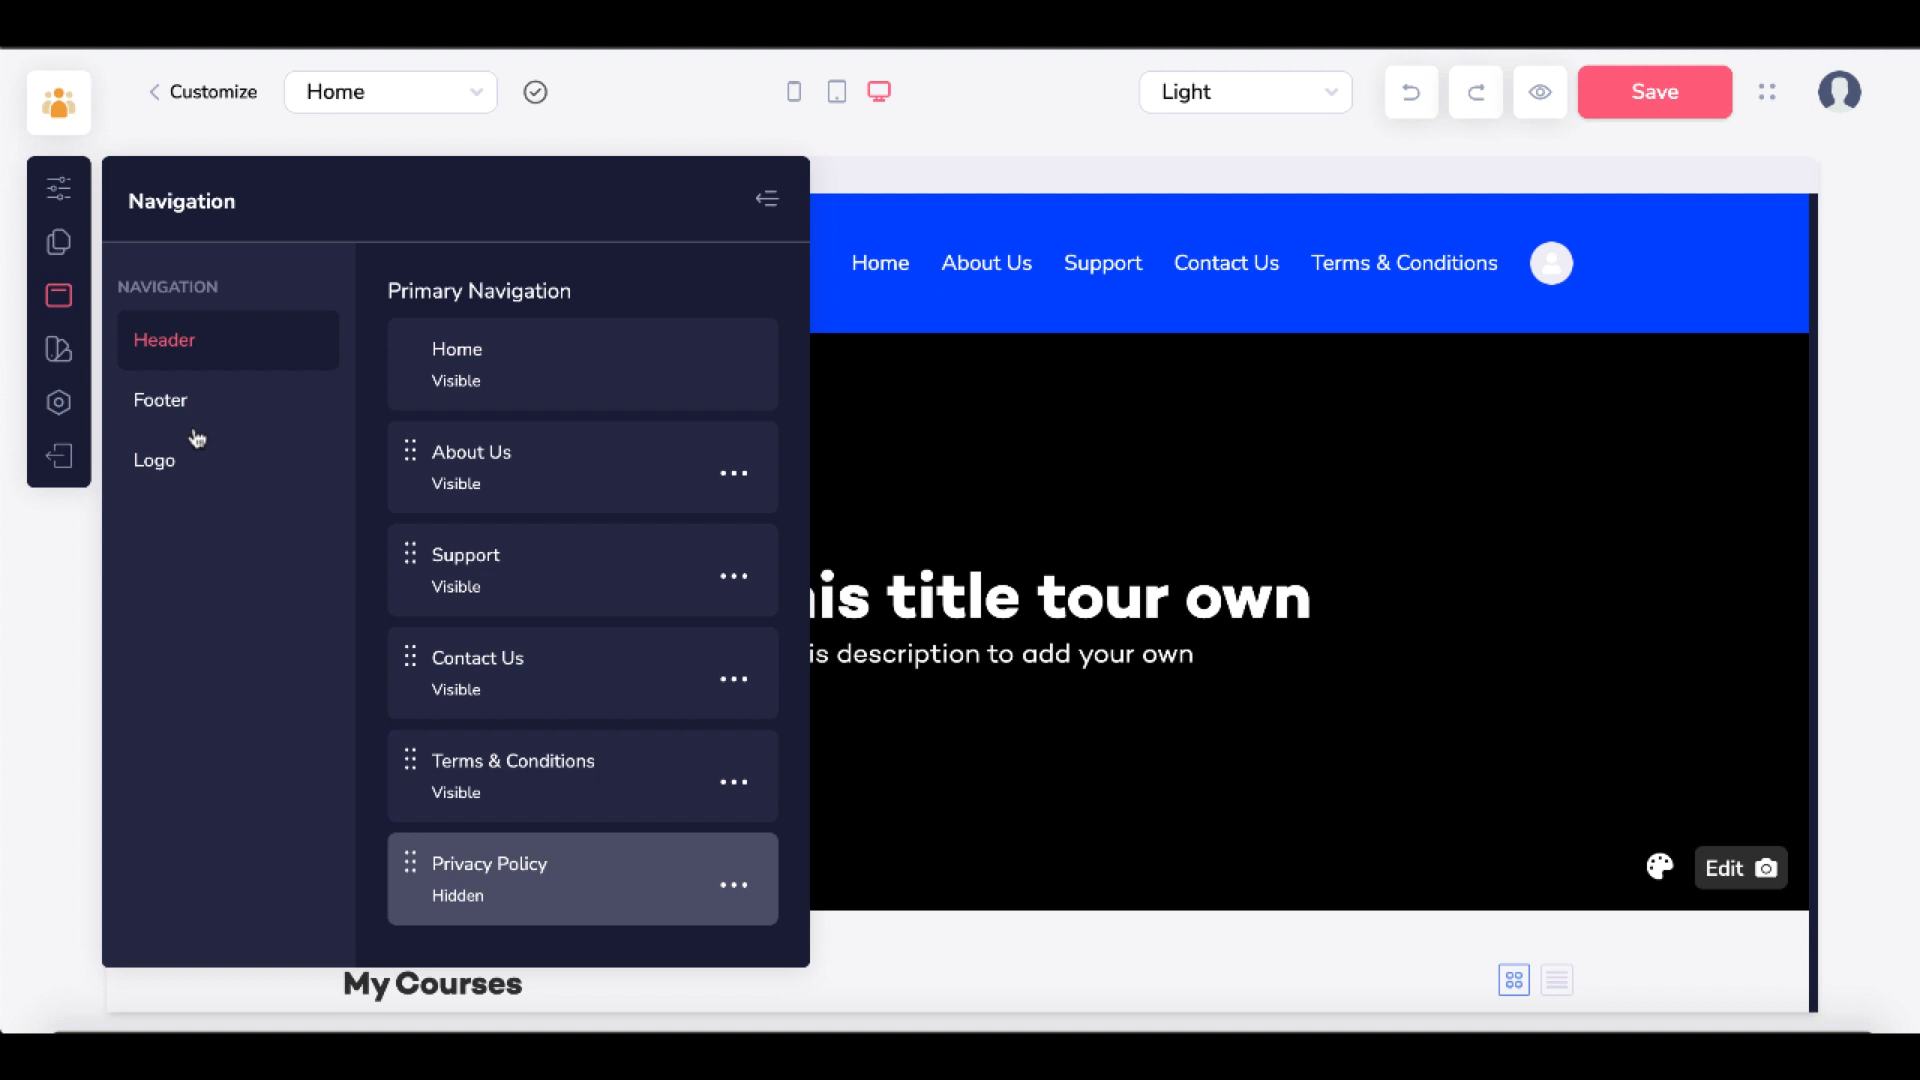 Customize
Home
Light
Save
Navigation
NAVIGATION
Header
Footer
Logo
Primary Navigation
Home
Visible
About Us
Visible
Support
Visible
Contact Us
Visible
Terms & Conditions
Visible
Privacy Policy
Hidden
Home About Us Support Contact Us Terms & Conditions
his title tour own
is description to add your own
Edit
My Courses